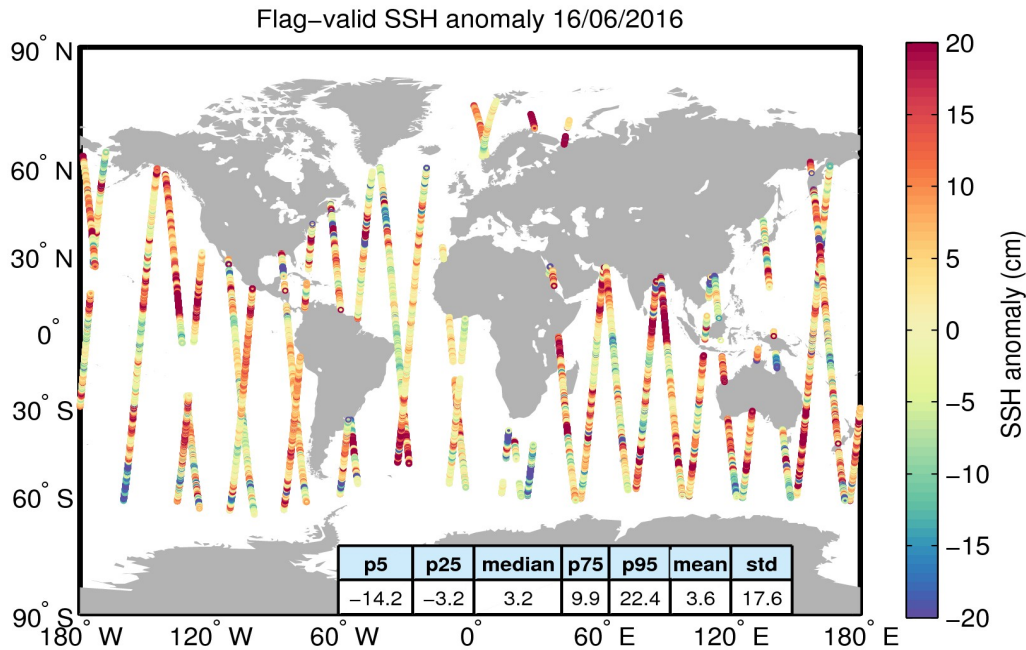 Flag−valid SSH anomaly 16/06/2016
90° N
60° N
30° N
0°
30° S
60° S
90° S
180° W 120° W 60° W 0° 60° E 120° E 180° E
p5 p25 median p75 p95 mean std
−14.2 −3.2 3.2 9.9 22.4 3.6 17.6
20
15
10
5
0
−5
−10
−15
−20
SSH anomaly (cm)